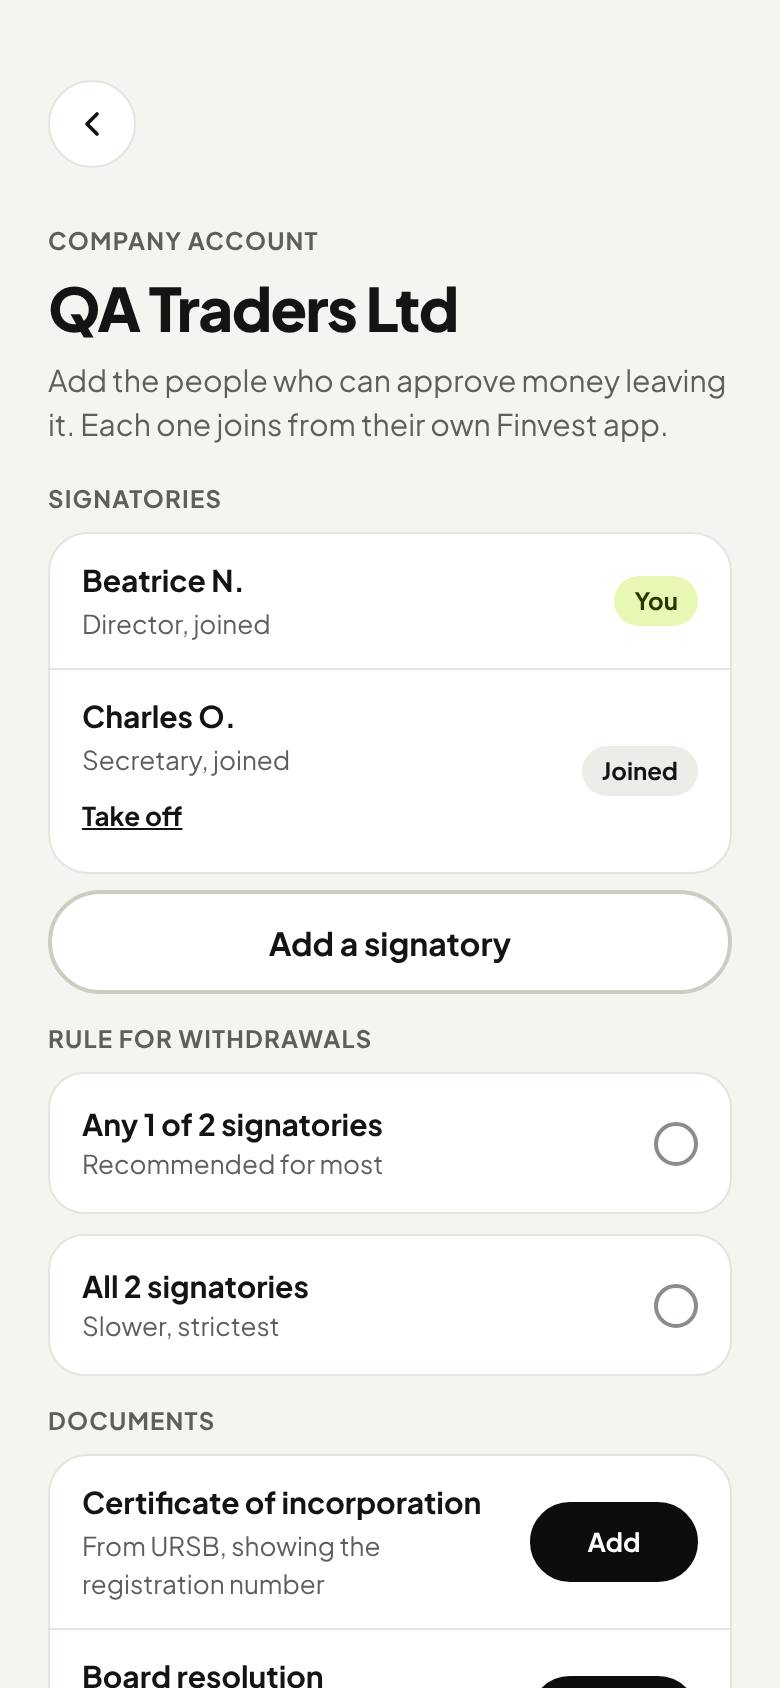 COMPANY ACCOUNT
QA Traders Ltd
Add the people who can approve money leaving
it. Each one joins from their own Finvest app.
SIGNATORIES
Beatrice N.
Director, joined
You
Charles O.
Secretary, joined
Joined
Take off
Add a signatory
RULE FOR WITHDRAWALS
Any 1 of 2 signatories
Recommended for most
All 2 signatories
Slower, strictest
DOCUMENTS
Certificate of incorporation
From URSB, showing the
registration number
Add
Board resolution